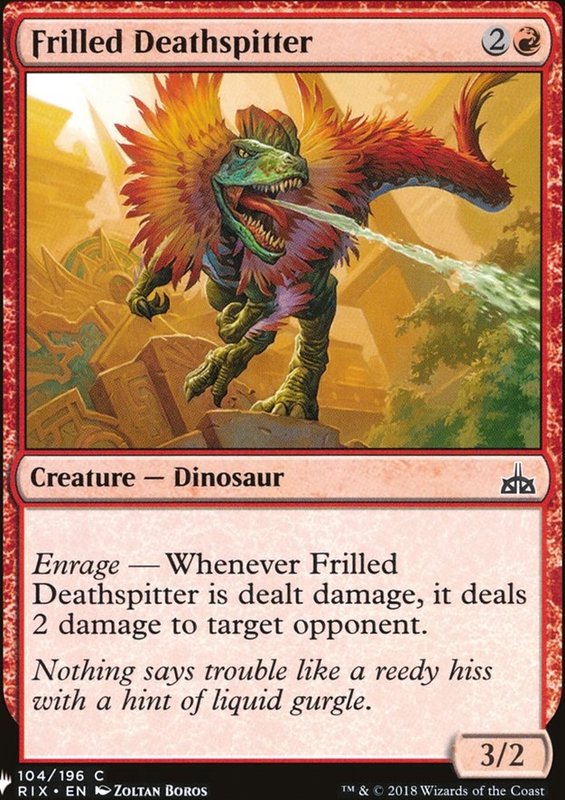 Frilled Deathspitter 2
Creature — Dinosaur
Enrage — Whenever Frilled
Deathspitter is dealt damage, it deals
2 damage to target opponent.
Nothing says trouble like a reedy hiss
with a hint of liquid gurgle.
3/2
104/196 C
RIX • EN Zoltan Boros
™ & © 2018 Wizards of the Coast